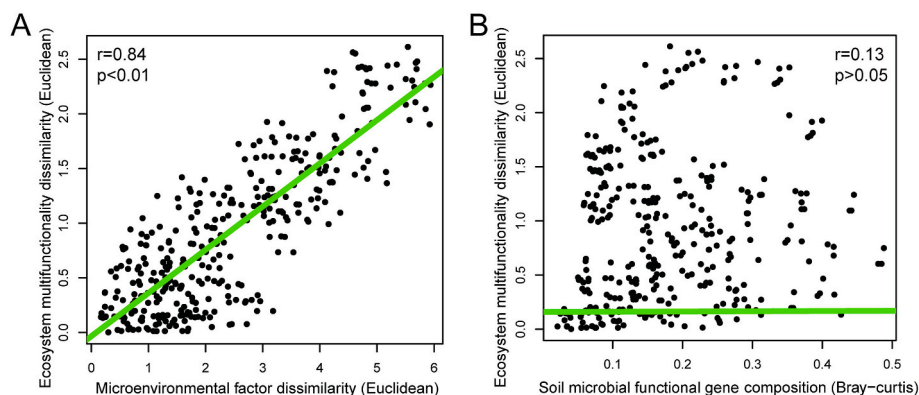 A
r=0.84
p<0.01
Ecosystem multifunctionality dissimilarity (Euclidean)
2.5
2.0
1.5
1.0
0.5
0.0
0 1 2 3 4 5 6
Microenvironmental factor dissimilarity (Euclidean)
B
r=0.13
p>0.05
Ecosystem multifunctionality dissimilarity (Euclidean)
2.5
2.0
1.5
1.0
0.5
0.0
0.1 0.2 0.3 0.4 0.5
Soil microbial functional gene composition (Bray−curtis)